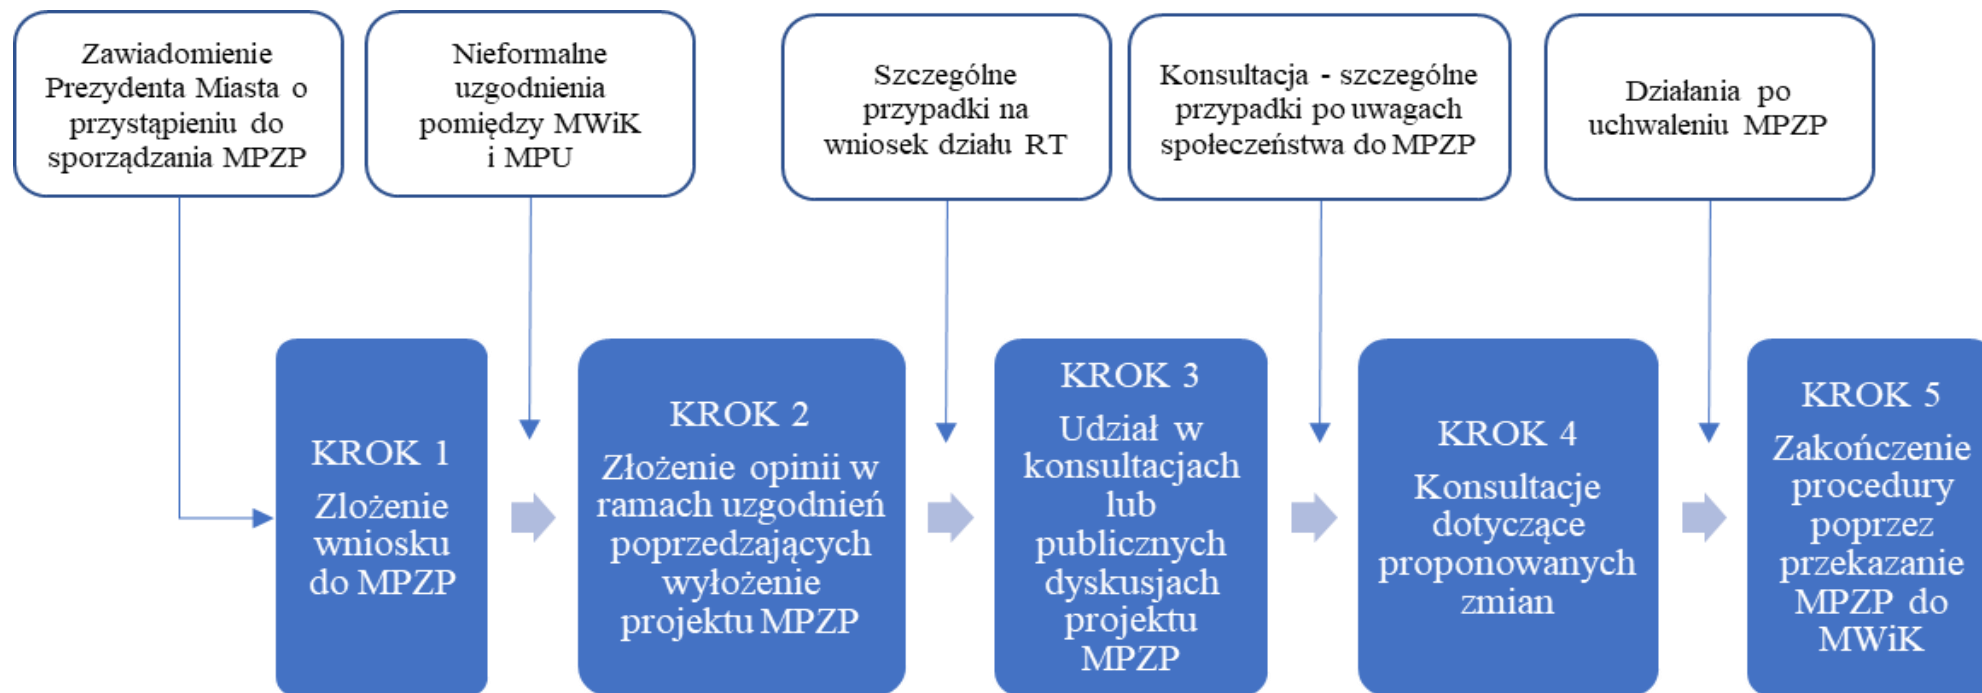 Zawiadomienie
Prezydenta Miasta o
przystąpieniu do
sporządzania MPZP
Nieformalne
uzgodnienia
pomiędzy MWiK
i MPU
Szczególne
przypadki na
wniosek działu RT
Konsultacja - szczególne
przypadki po uwagach
społeczeństwa do MPZP
Działania po
uchwaleniu MPZP
KROK 1
Zlożenie
wniosku
do MPZP
KROK 2
Złożenie opinii w
ramach uzgodnień
poprzedzających
wyłożenie
projektu MPZP
KROK 3
Udział w
konsultacjach
lub
publicznych
dyskusjach
projektu
MPZP
KROK 4
Konsultacje
dotyczące
proponowanych
zmian
KROK 5
Zakończenie
procedury
poprzez
przekazanie
MPZP do
MWiK